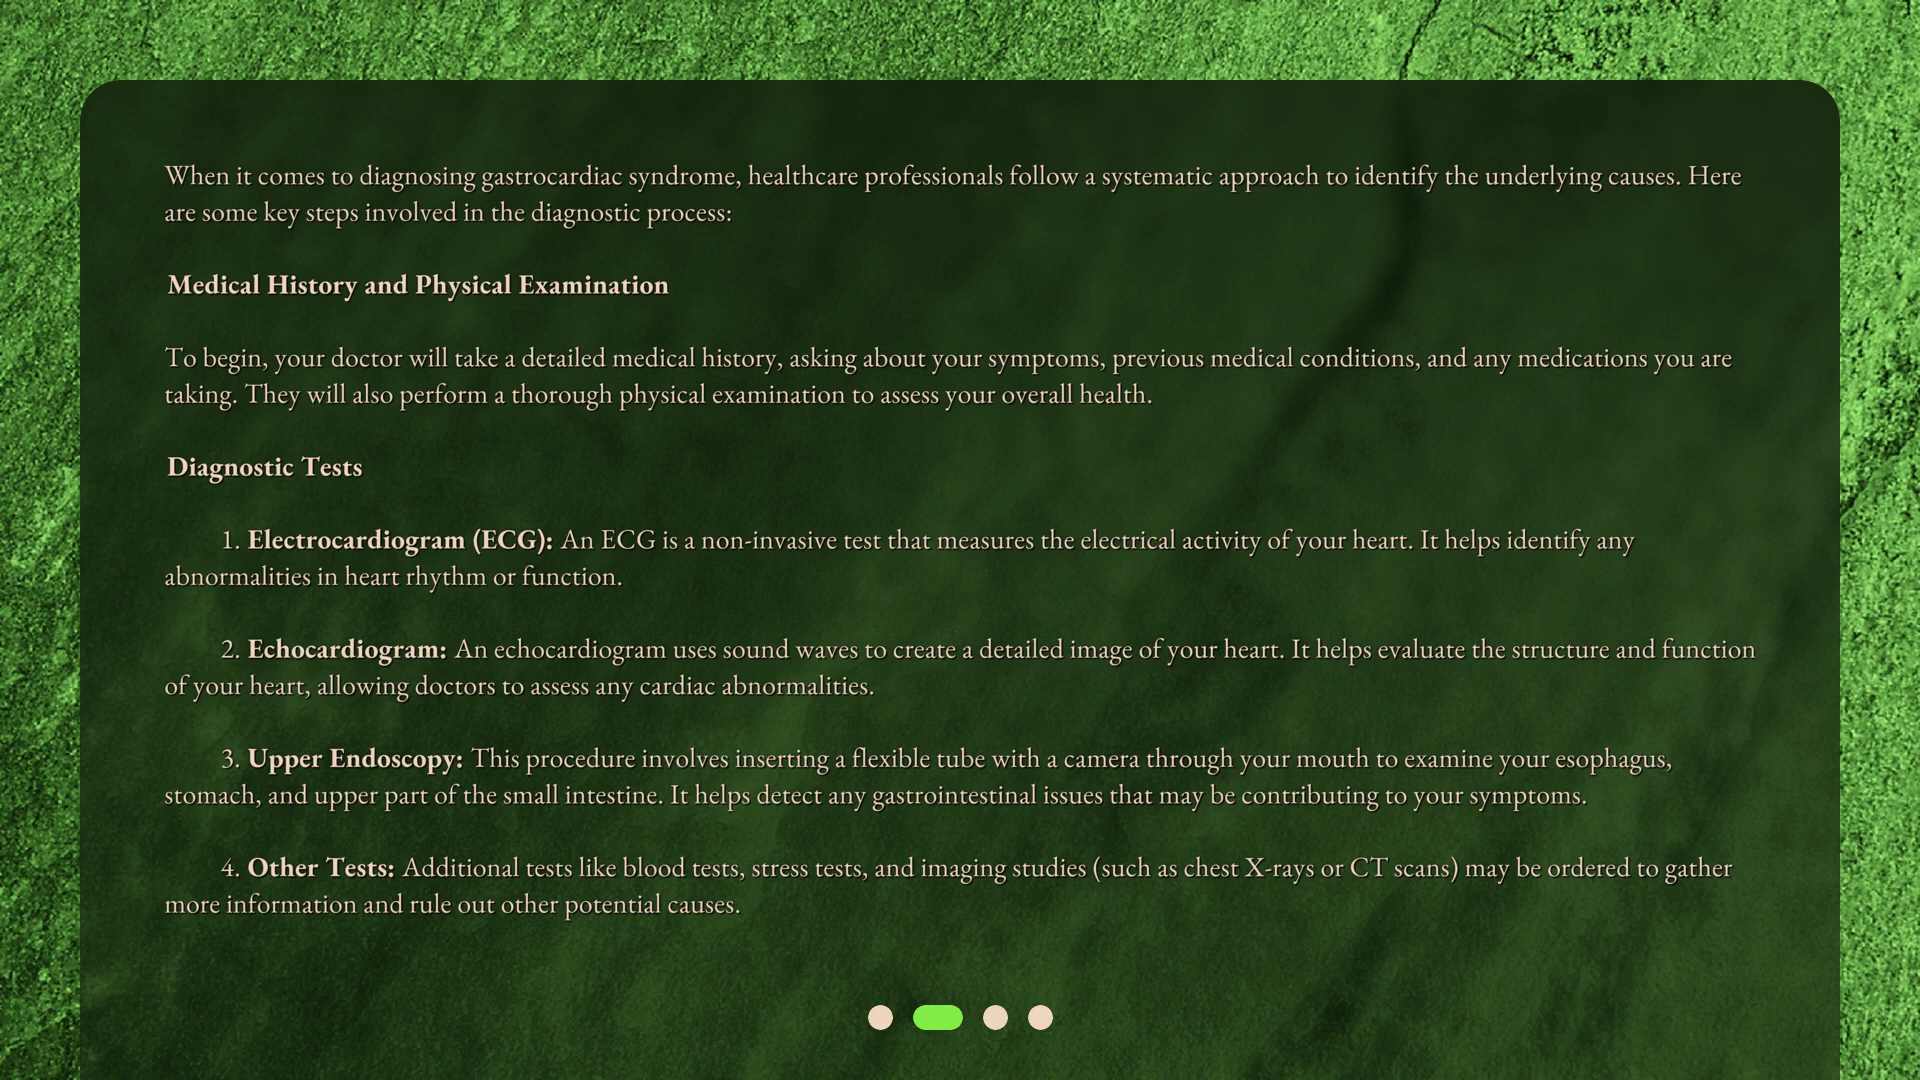 When it comes to diagnosing gastrocardiac syndrome, healthcare professionals follow a systematic approach to identify the underlying causes. Here
are some key steps involved in the diagnostic process:
Medical History and Physical Examination
To begin, your doctor will take a detailed medical history, asking about your symptoms, previous medical conditions, and any medications you are
taking. They will also perform a thorough physical examination to assess your overall health.
Diagnostic Tests
1. Electrocardiogram (ECG): An ECG is a non-invasive test that measures the electrical activity of your heart. It helps identify any
abnormalities in heart rhythm or function.
2. Echocardiogram: An echocardiogram uses sound waves to create a detailed image of your heart. It helps evaluate the structure and function
of your heart, allowing doctors to assess any cardiac abnormalities.
3. Upper Endoscopy: This procedure involves inserting a flexible tube with a camera through your mouth to examine your esophagus,
stomach, and upper part of the small intestine. It helps detect any gastrointestinal issues that may be contributing to your symptoms.
4. Other Tests: Additional tests like blood tests, stress tests, and imaging studies (such as chest X-rays or CT scans) may be ordered to gather
more information and rule out other potential causes.